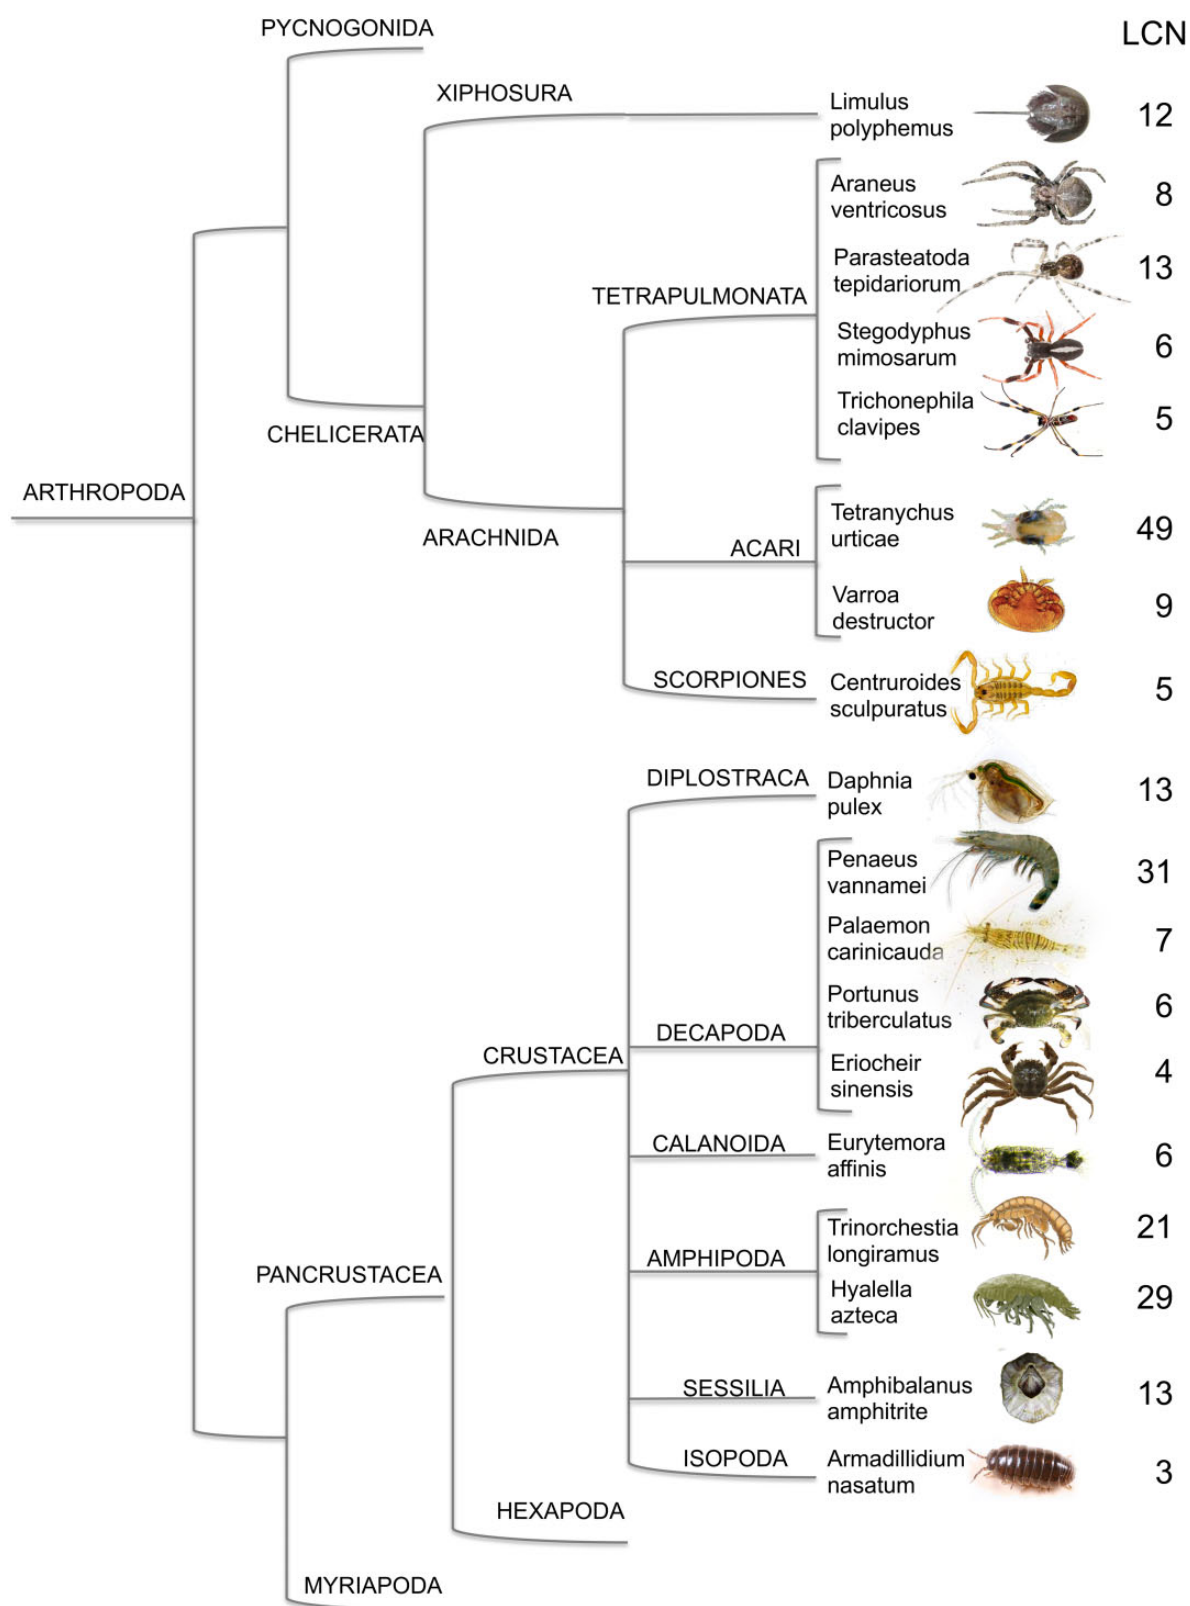 PYCNOGONIDA
LCN
XIPHOSURA
Limulus
polyphemus
12
Araneus
ventricosus
8
Parasteatoda
tepidariorum
13
TETRAPULMONATA
Stegodyphus
mimosarum
6
Trichonephila
clavipes
5
CHELICERATA
ARTHROPODA
ARACHNIDA
Tetranychus
urticae
49
ACARI
Varroa
destructor
9
SCORPIONES
Centruroides
sculpuratus
5
DIPLOSTRACA
Daphnia
pulex
13
Penaeus
vannamei
31
Palaemon
carinicauda
7
Portunus
triberculatus
6
DECAPODA
CRUSTACEA
Eriocheir
sinensis
4
CALANOIDA
Eurytemora
affinis
6
Trinorchestia
longiramus
21
AMPHIPODA
PANCRUSTACEA
Hyalella
azteca
29
SESSILIA
Amphibalanus
amphitrite
13
ISOPODA
Armadillidium
nasatum
3
HEXAPODA
MYRIAPODA